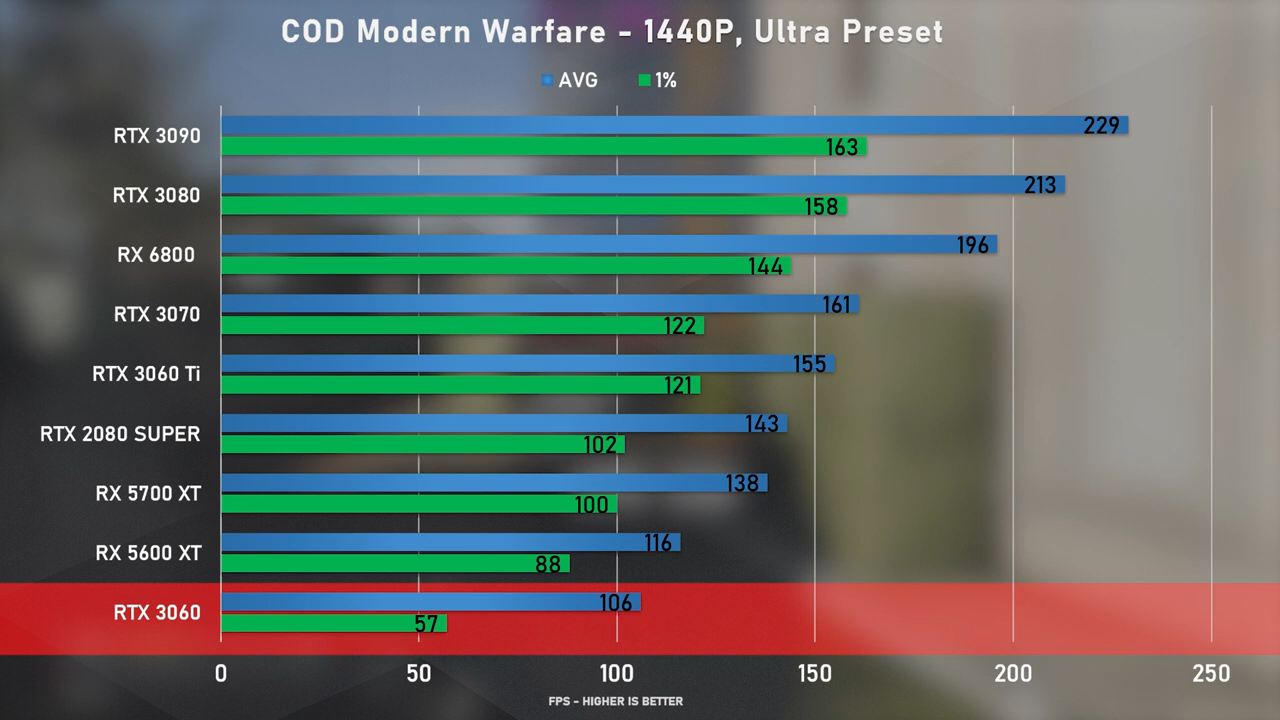 COD Modern Warfare - 1440P, Ultra Preset
AVG 1%
RTX 3090 229
163
RTX 3080 213
158
RX 6800 196
144
RTX 3070 161
122
RTX 3060 Ti 155
121
RTX 2080 SUPER 143
102
RX 5700 XT 138
100
RX 5600 XT 116
88
RTX 3060 106
57
0 50 100 150 200 250
FPS - HIGHER IS BETTER